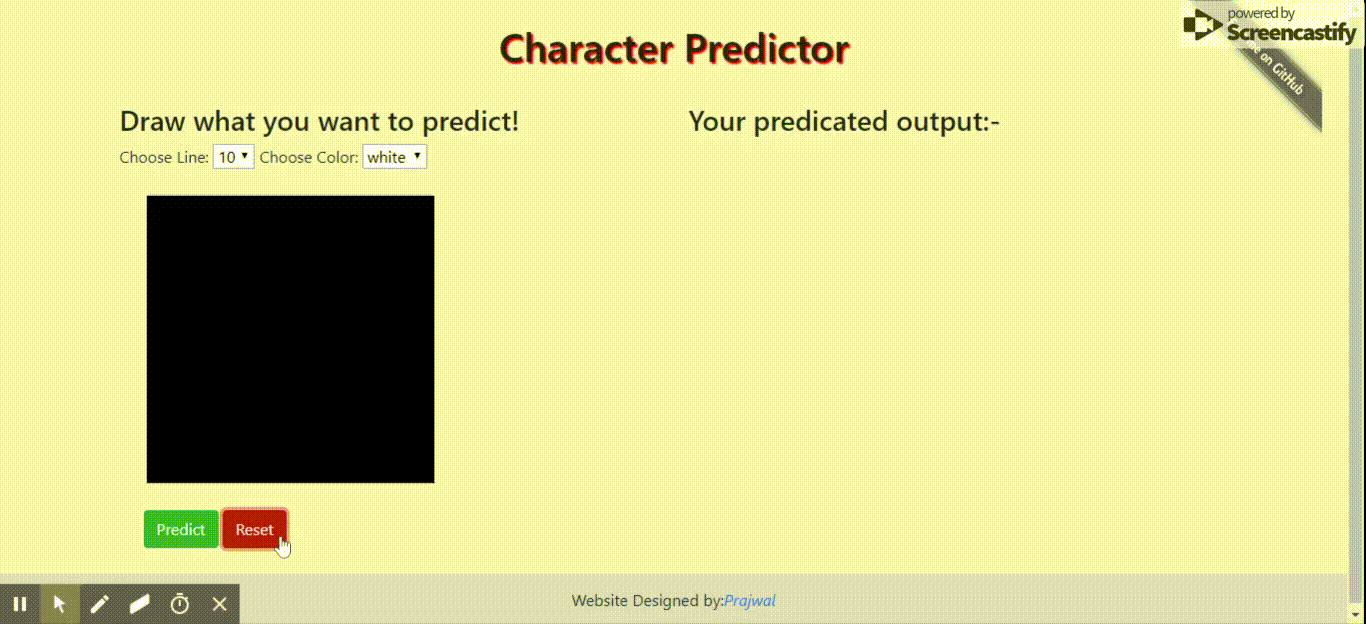 powered by
Screencastify
me on GitHub
Character Predictor
Draw what you want to predict!
Your predicated output:-
Choose Line: 10 Choose Color: white
Predict Reset
Website Designed by:Prajwal